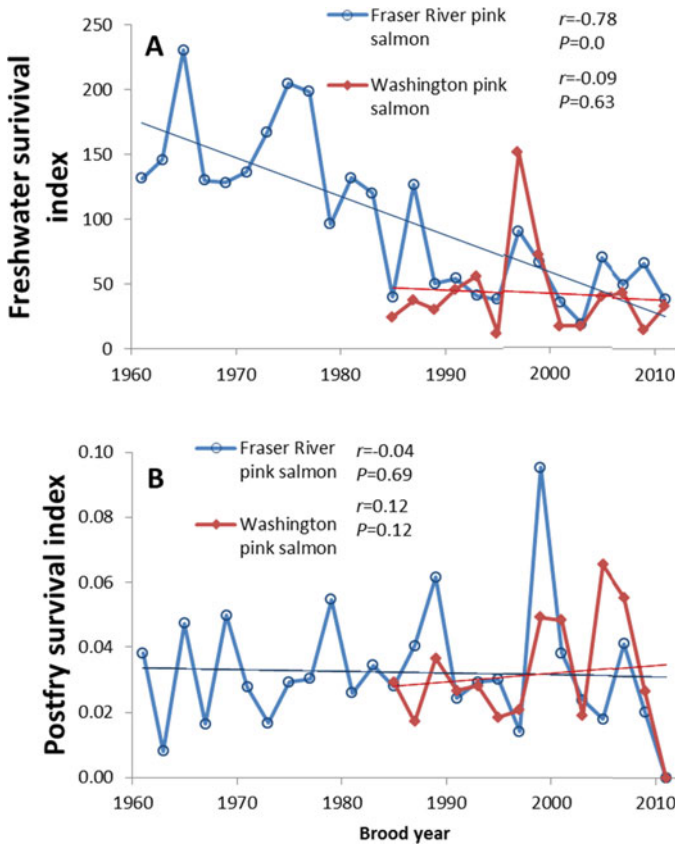 A
Fraser River pink
salmon
r=-0.78
P=0.0
Washington pink
salmon
r=-0.09
P=0.63
Freshwater surival
index
250
200
150
100
50
0
1960 1970 1980 1990 2000 2010
B
Fraser River
pink salmon
r=-0.04
P=0.69
Washington
pink salmon
r=0.12
P=0.12
Postfry survival index
0.10
0.08
0.06
0.04
0.02
0.00
1960 1970 1980 1990 2000 2010
Brood year